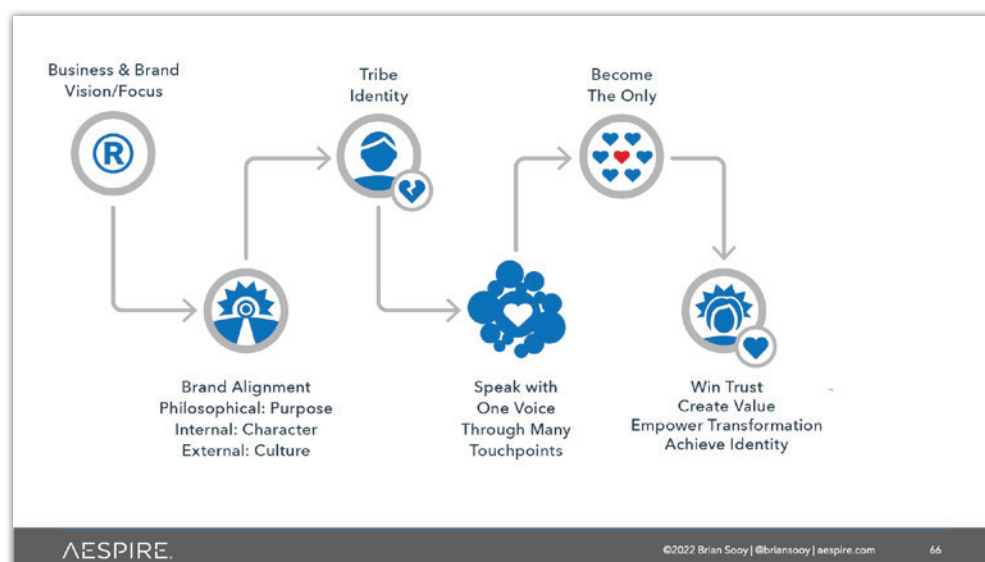 Business & Brand
Vision/Focus
®
Tribe
Identity
Become
The Only
Brand Alignment
Philosophical: Purpose
Internal: Character
External: Culture
Speak with
One Voice
Through Many
Touchpoints
Win Trust
Create Value
Empower Transformation
Achieve Identity
AESPIRE.
©2022 Brian Sooy | @briansooy | aespire.com
66